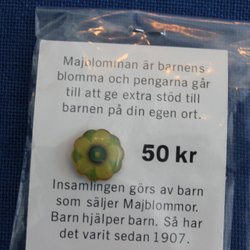 Majblomman är barnens
blomma och pengarna går
till att ge extra stöd till
barnen på din egen ort.
50 kr
Insamlingen görs av barn
som säljer Majblommor.
Barn hjälper barn. Så har
det varit sedan 1907.